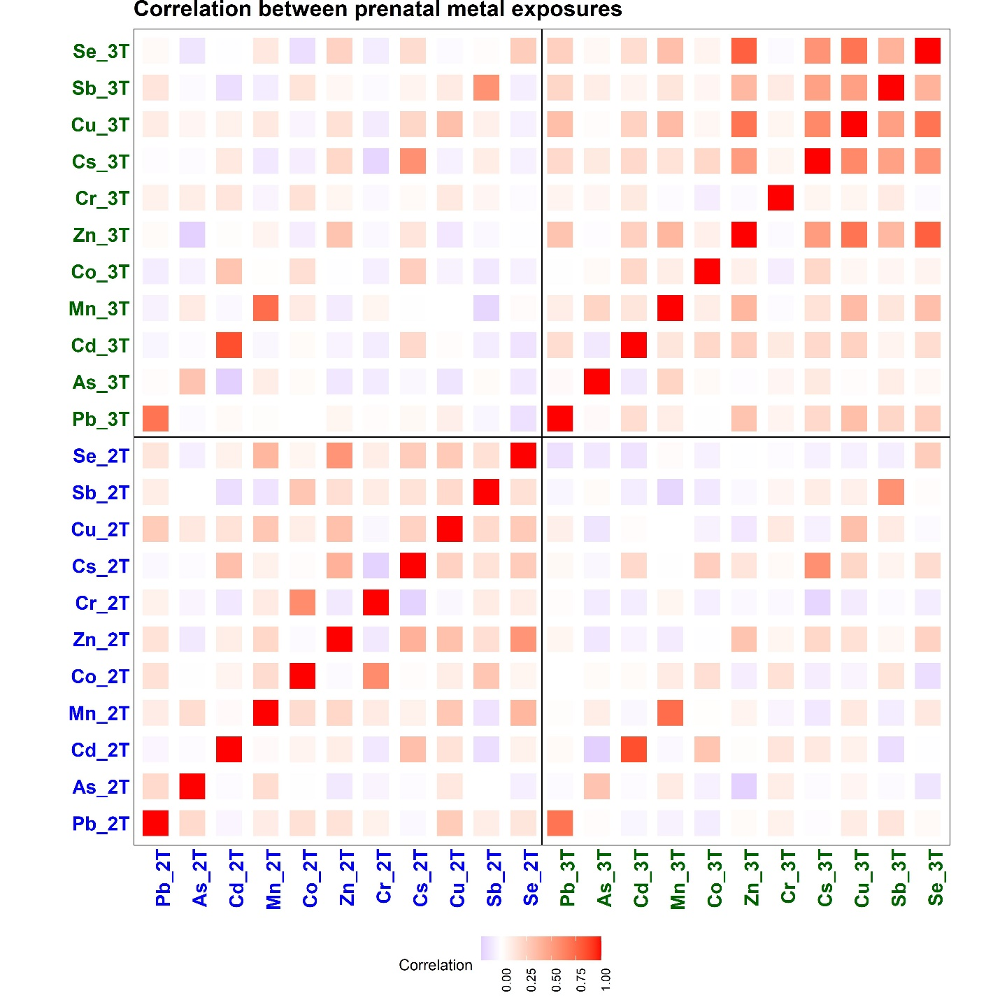 Correlation between prenatal metal exposures
Se_3T
Sb_3T
Cu_3T
Cs_3T
Cr_3T
Zn_3T
Co_3T
Mn_3T
Cd_3T
As_3T
Pb_3T
Se_2T
Sb_2T
Cu_2T
Cs_2T
Cr_2T
Zn_2T
Co_2T
Mn_2T
Cd_2T
As_2T
Pb_2T
Pb_2T As_2T Cd_2T Mn_2T Co_2T Zn_2T Cr_2T Cs_2T Cu_2T Sb_2T Se_2T Pb_3T As_3T Cd_3T Mn_3T Co_3T Zn_3T Cr_3T Cs_3T Cu_3T Sb_3T Se_3T
Correlation
0.00 0.25 0.50 0.75 1.00